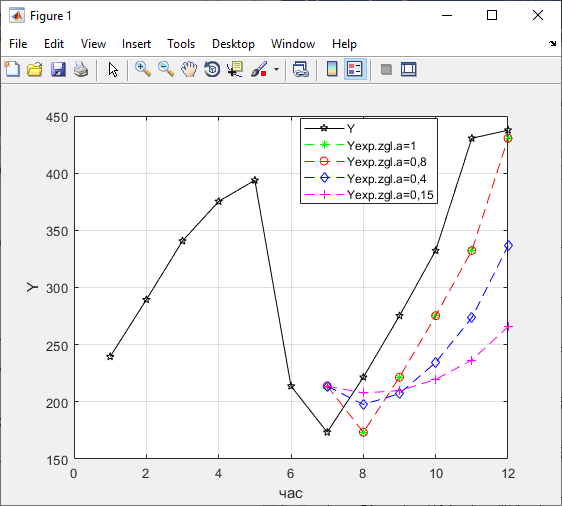 Figure 1
File Edit View Insert Tools Desktop Window Help
450
400
350
300
250
200
150
Y
0 2 4 6 8 10 12
час
Y
Yexp.zgl.a=1
Yexp.zgl.a=0,8
Yexp.zgl.a=0,4
Yexp.zgl.a=0,15